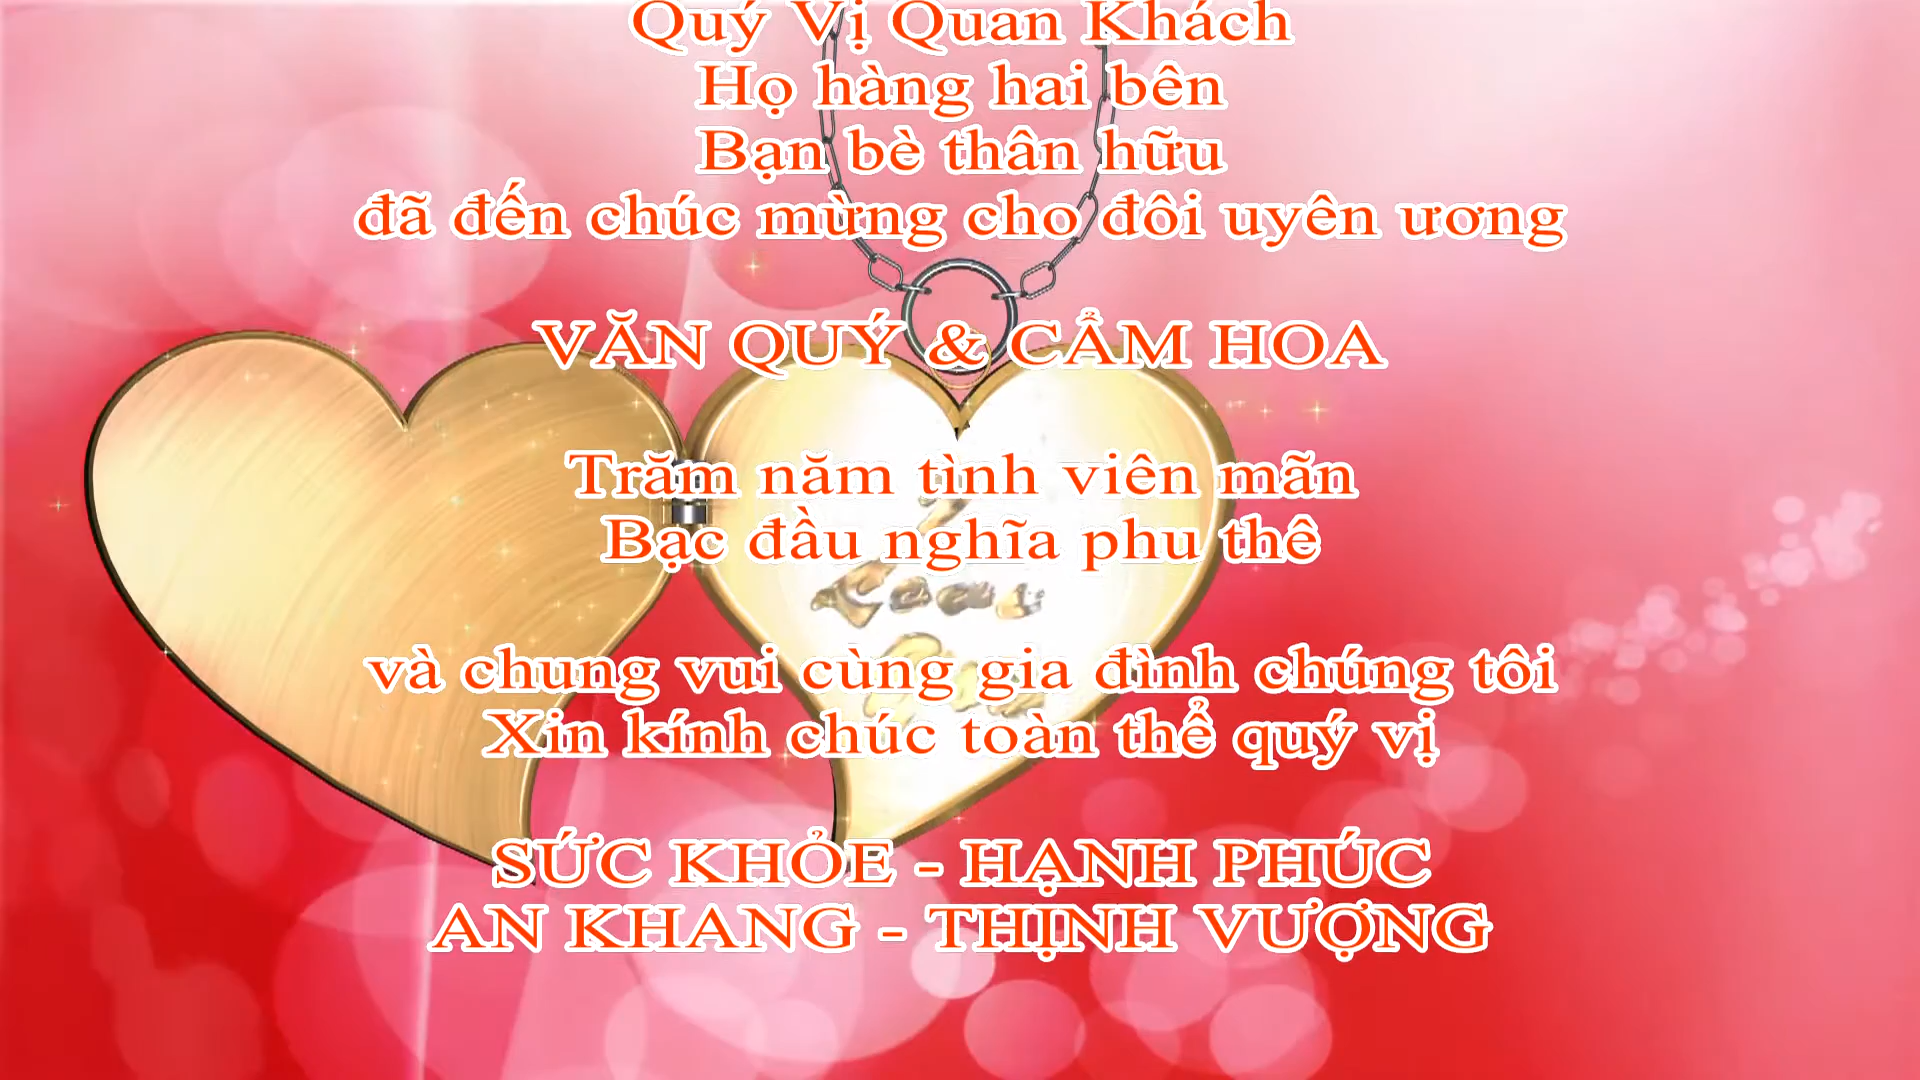 Quý Vị Quan Khách
Họ hàng hai bên
Bạn bè thân hữu
đã đến chúc mừng cho đôi uyên ương
VĂN QUÝ & CẨM HOA
Trăm năm tình viên mãn
Bạc đầu nghĩa phu thê
và chung vui cùng gia đình chúng tôi
Xin kính chúc toàn thể quý vị
SỨC KHỎE - HẠNH PHÚC
AN KHANG - THỊNH VƯỢNG